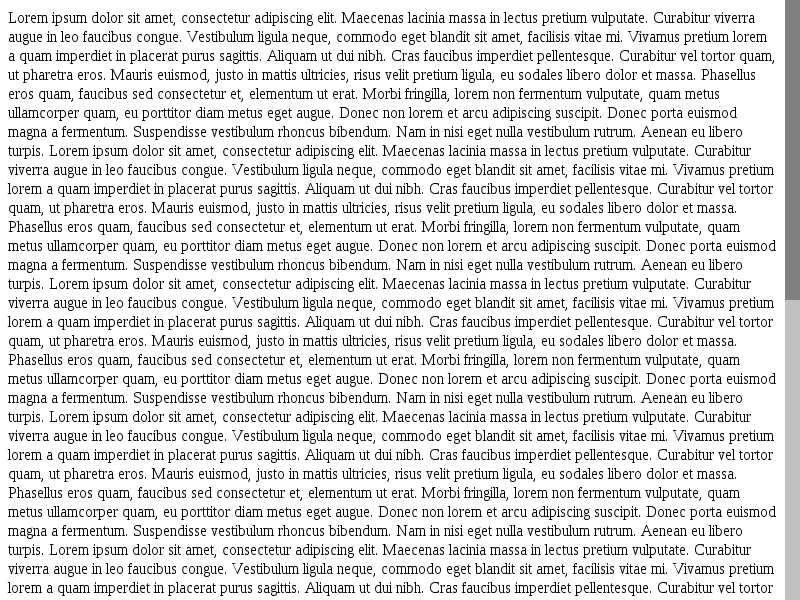 Lorem ipsum dolor sit amet, consectetur adipiscing elit. Maecenas lacinia massa in lectus pretium vulputate. Curabitur viverra
augue in leo faucibus congue. Vestibulum ligula neque, commodo eget blandit sit amet, facilisis vitae mi. Vivamus pretium lorem
a quam imperdiet in placerat purus sagittis. Aliquam ut dui nibh. Cras faucibus imperdiet pellentesque. Curabitur vel tortor quam,
ut pharetra eros. Mauris euismod, justo in mattis ultricies, risus velit pretium ligula, eu sodales libero dolor et massa. Phasellus
eros quam, faucibus sed consectetur et, elementum ut erat. Morbi fringilla, lorem non fermentum vulputate, quam metus
ullamcorper quam, eu porttitor diam metus eget augue. Donec non lorem et arcu adipiscing suscipit. Donec porta euismod
magna a fermentum. Suspendisse vestibulum rhoncus bibendum. Nam in nisi eget nulla vestibulum rutrum. Aenean eu libero
turpis. Lorem ipsum dolor sit amet, consectetur adipiscing elit. Maecenas lacinia massa in lectus pretium vulputate. Curabitur
viverra augue in leo faucibus congue. Vestibulum ligula neque, commodo eget blandit sit amet, facilisis vitae mi. Vivamus pretium
lorem a quam imperdiet in placerat purus sagittis. Aliquam ut dui nibh. Cras faucibus imperdiet pellentesque. Curabitur vel tortor
quam, ut pharetra eros. Mauris euismod, justo in mattis ultricies, risus velit pretium ligula, eu sodales libero dolor et massa.
Phasellus eros quam, faucibus sed consectetur et, elementum ut erat. Morbi fringilla, lorem non fermentum vulputate, quam
metus ullamcorper quam, eu porttitor diam metus eget augue. Donec non lorem et arcu adipiscing suscipit. Donec porta euismod
magna a fermentum. Suspendisse vestibulum rhoncus bibendum. Nam in nisi eget nulla vestibulum rutrum. Aenean eu libero
turpis. Lorem ipsum dolor sit amet, consectetur adipiscing elit. Maecenas lacinia massa in lectus pretium vulputate. Curabitur
viverra augue in leo faucibus congue. Vestibulum ligula neque, commodo eget blandit sit amet, facilisis vitae mi. Vivamus pretium
lorem a quam imperdiet in placerat purus sagittis. Aliquam ut dui nibh. Cras faucibus imperdiet pellentesque. Curabitur vel tortor
quam, ut pharetra eros. Mauris euismod, justo in mattis ultricies, risus velit pretium ligula, eu sodales libero dolor et massa.
Phasellus eros quam, faucibus sed consectetur et, elementum ut erat. Morbi fringilla, lorem non fermentum vulputate, quam
metus ullamcorper quam, eu porttitor diam metus eget augue. Donec non lorem et arcu adipiscing suscipit. Donec porta euismod
magna a fermentum. Suspendisse vestibulum rhoncus bibendum. Nam in nisi eget nulla vestibulum rutrum. Aenean eu libero
turpis. Lorem ipsum dolor sit amet, consectetur adipiscing elit. Maecenas lacinia massa in lectus pretium vulputate. Curabitur
viverra augue in leo faucibus congue. Vestibulum ligula neque, commodo eget blandit sit amet, facilisis vitae mi. Vivamus pretium
lorem a quam imperdiet in placerat purus sagittis. Aliquam ut dui nibh. Cras faucibus imperdiet pellentesque. Curabitur vel tortor
quam, ut pharetra eros. Mauris euismod, justo in mattis ultricies, risus velit pretium ligula, eu sodales libero dolor et massa.
Phasellus eros quam, faucibus sed consectetur et, elementum ut erat. Morbi fringilla, lorem non fermentum vulputate, quam
metus ullamcorper quam, eu porttitor diam metus eget augue. Donec non lorem et arcu adipiscing suscipit. Donec porta euismod
magna a fermentum. Suspendisse vestibulum rhoncus bibendum. Nam in nisi eget nulla vestibulum rutrum. Aenean eu libero
turpis. Lorem ipsum dolor sit amet, consectetur adipiscing elit. Maecenas lacinia massa in lectus pretium vulputate. Curabitur
viverra augue in leo faucibus congue. Vestibulum ligula neque, commodo eget blandit sit amet, facilisis vitae mi. Vivamus pretium
lorem a quam imperdiet in placerat purus sagittis. Aliquam ut dui nibh. Cras faucibus imperdiet pellentesque. Curabitur vel tortor